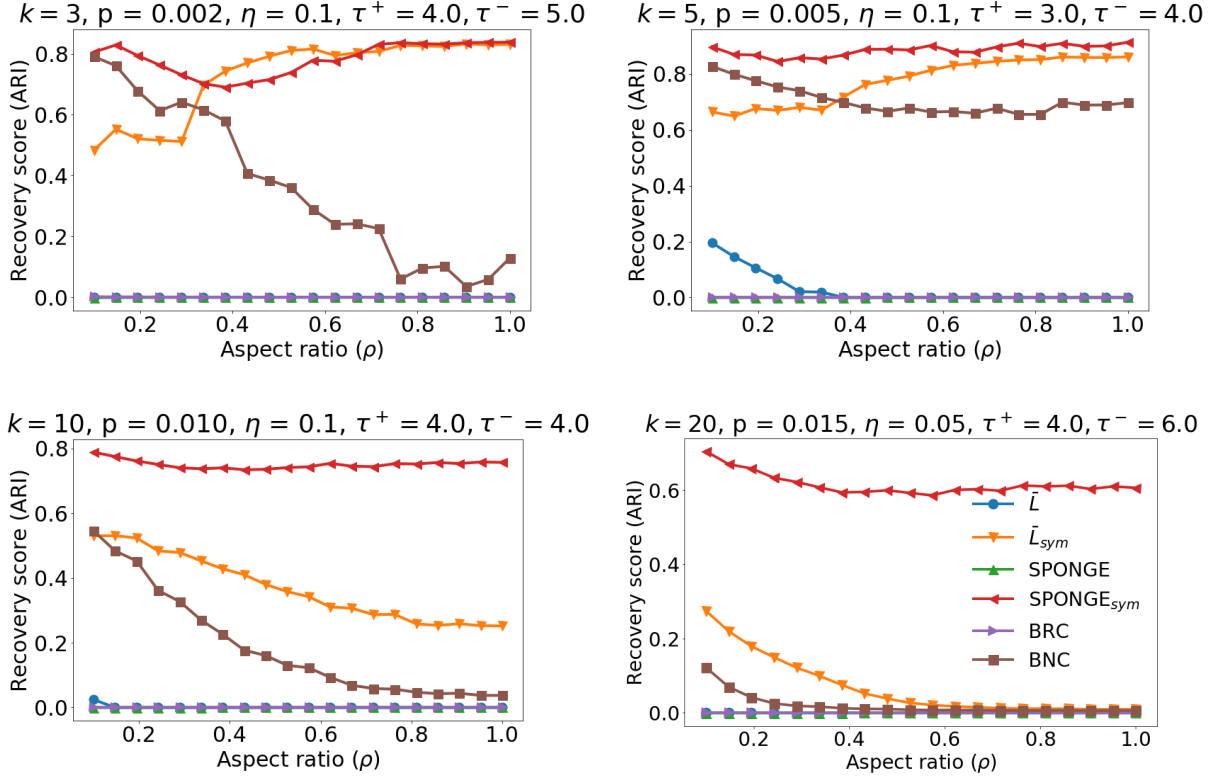 k = 3, p = 0.002, η = 0.1, τ⁺ = 4.0, τ⁻ = 5.0
Recovery score (ARI)
0.8
0.6
0.4
0.2
0.0
0.2 0.4 0.6 0.8 1.0
Aspect ratio (ρ)
k = 5, p = 0.005, η = 0.1, τ⁺ = 3.0, τ⁻ = 4.0
Recovery score (ARI)
0.8
0.6
0.4
0.2
0.0
0.2 0.4 0.6 0.8 1.0
Aspect ratio (ρ)
k = 10, p = 0.010, η = 0.1, τ⁺ = 4.0, τ⁻ = 4.0
Recovery score (ARI)
0.8
0.6
0.4
0.2
0.0
0.2 0.4 0.6 0.8 1.0
Aspect ratio (ρ)
k = 20, p = 0.015, η = 0.05, τ⁺ = 4.0, τ⁻ = 6.0
Recovery score (ARI)
0.6
0.4
0.2
0.0
0.2 0.4 0.6 0.8 1.0
Aspect ratio (ρ)
L̄
L̄sym
SPONGE
SPONGEsym
BRC
BNC